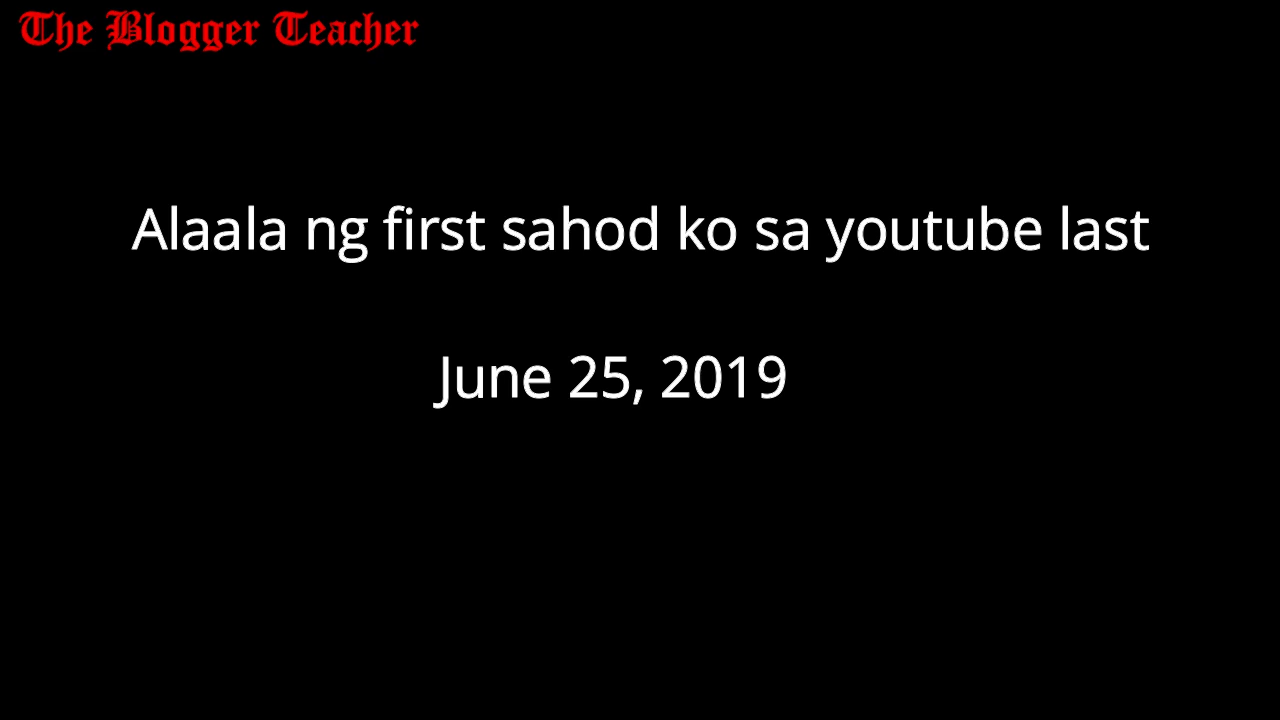 The Blogger Teacher
Alaala ng first sahod ko sa youtube last
June 25, 2019